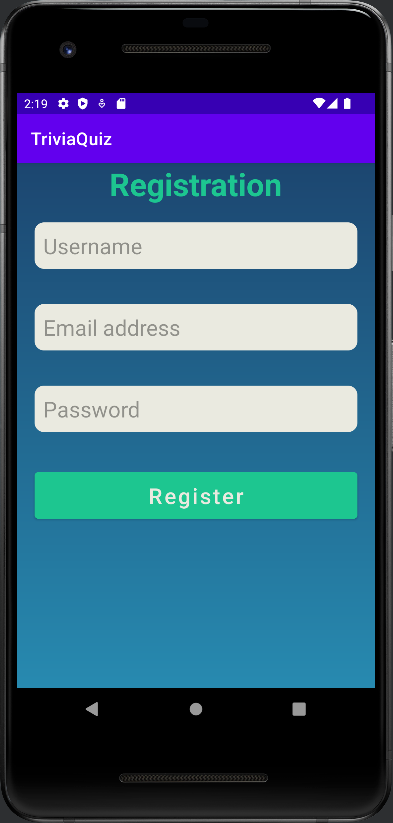 2:19
TriviaQuiz
Registration
Username
Email address
Password
Register